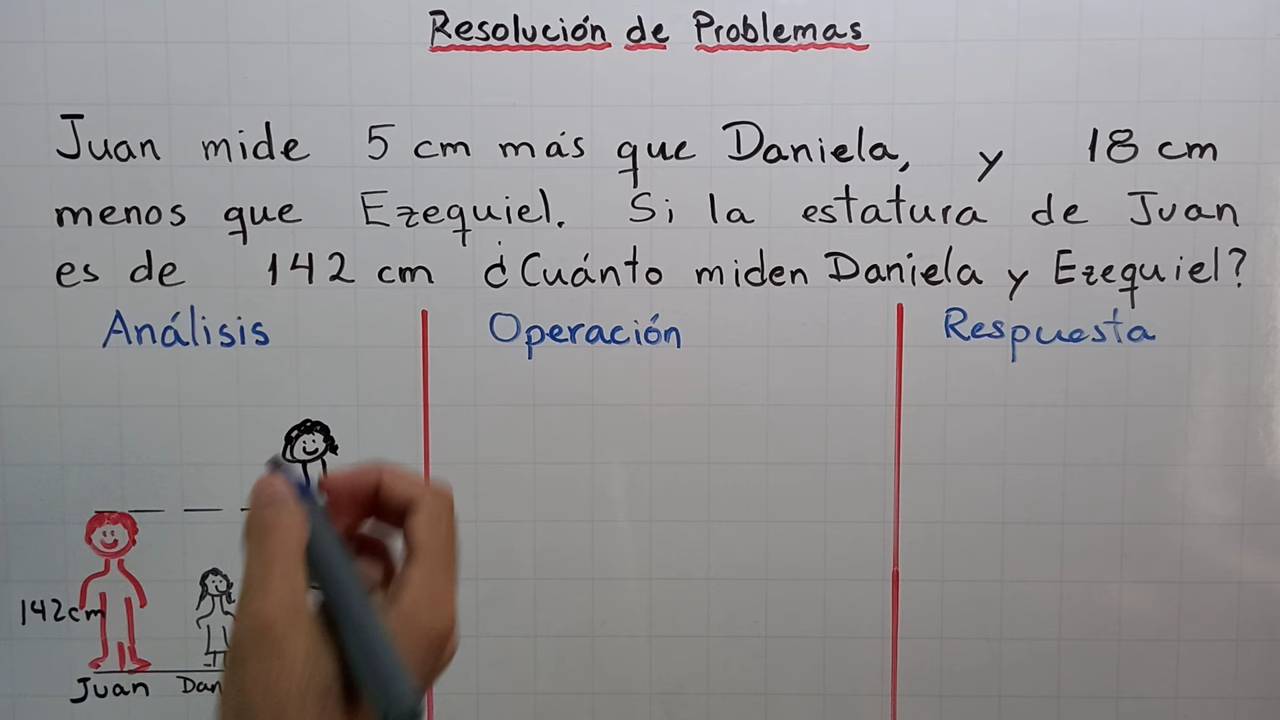 Resolución de Problemas
Juan mide 5 cm más que Daniela, y 18 cm
menos que Ezequiel. Si la estatura de Juan
es de 142 cm ¿Cuánto miden Daniela y Ezequiel?
Análisis Operación Respuesta
142cm
Juan